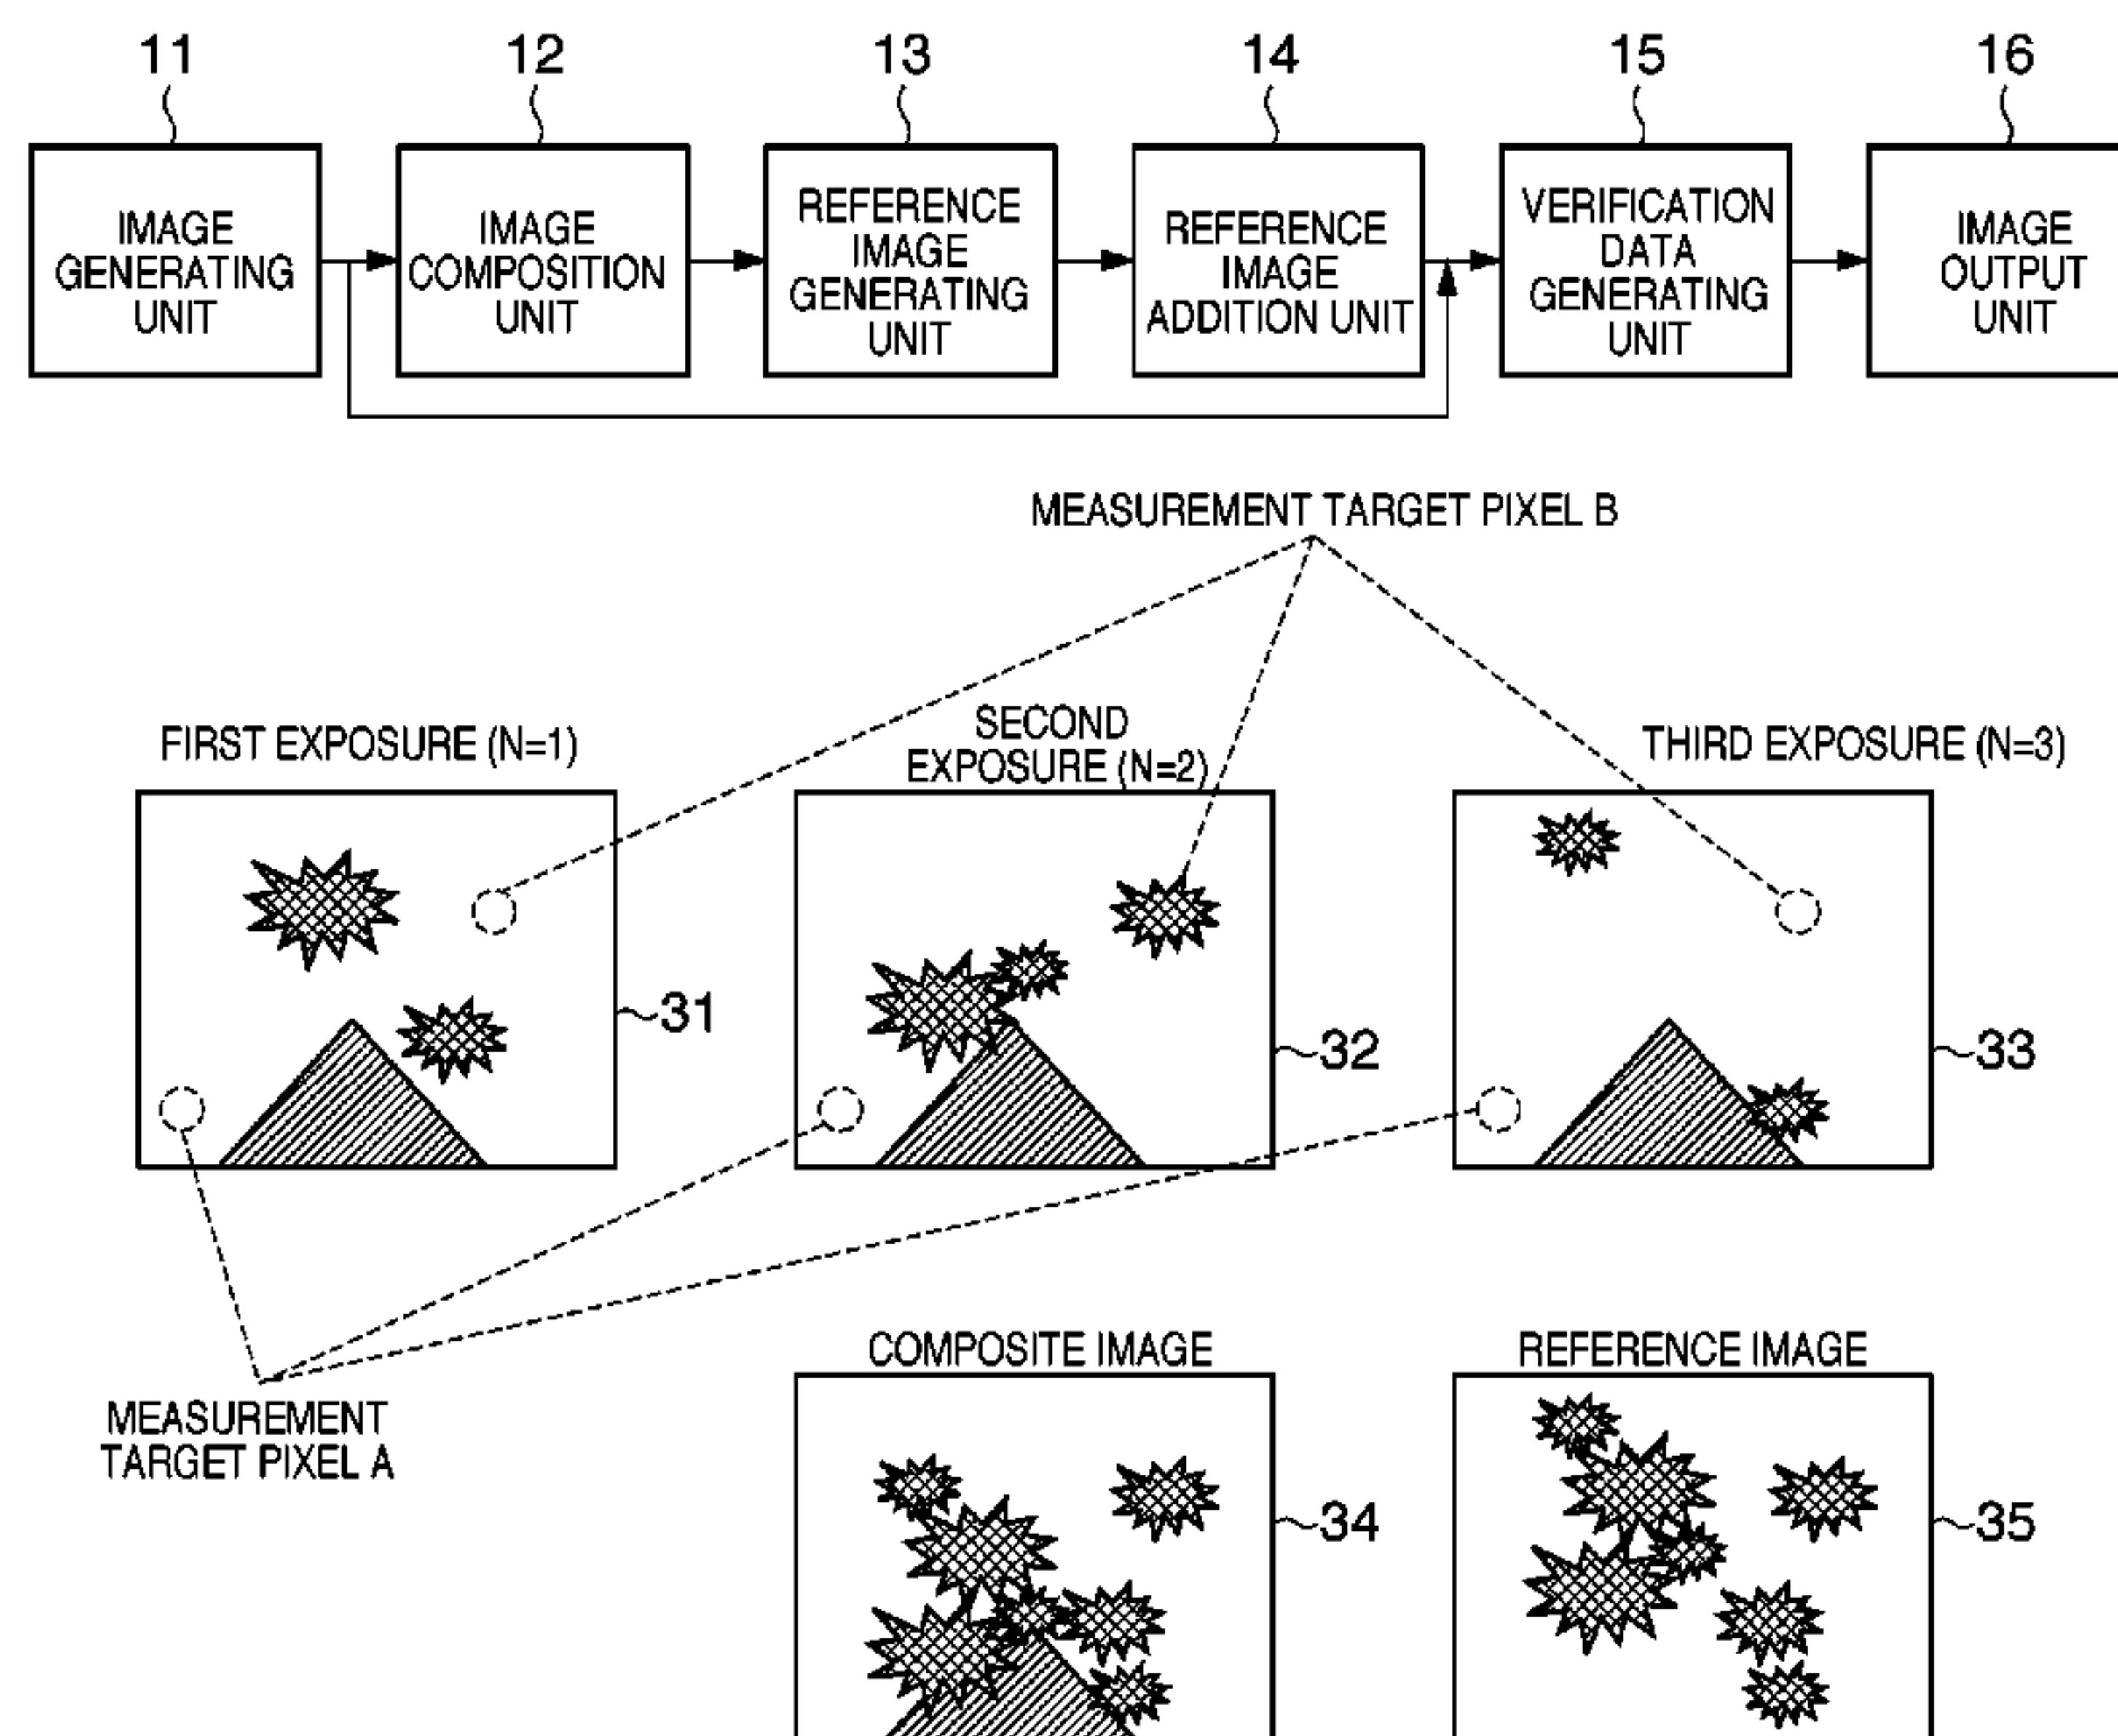 11
12
13
14
15
16
IMAGE
GENERATING
UNIT
IMAGE
COMPOSITION
UNIT
REFERENCE
IMAGE
GENERATING
UNIT
REFERENCE
IMAGE
ADDITION UNIT
VERIFICATION
DATA
GENERATING
UNIT
IMAGE
OUTPUT
UNIT
MEASUREMENT TARGET PIXEL B
FIRST EXPOSURE (N=1)
SECOND
EXPOSURE (N=2)
THIRD EXPOSURE (N=3)
31
32
33
MEASUREMENT
TARGET PIXEL A
COMPOSITE IMAGE
REFERENCE IMAGE
34
35